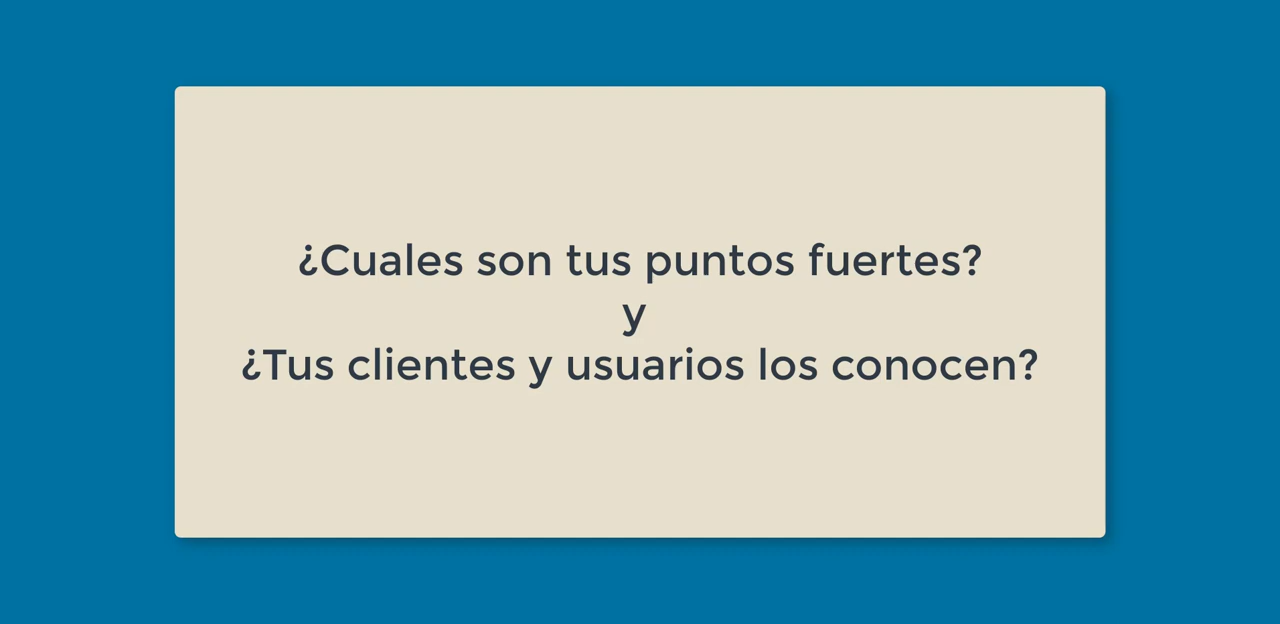 ¿Cuales son tus puntos fuertes?
y
¿Tus clientes y usuarios los conocen?